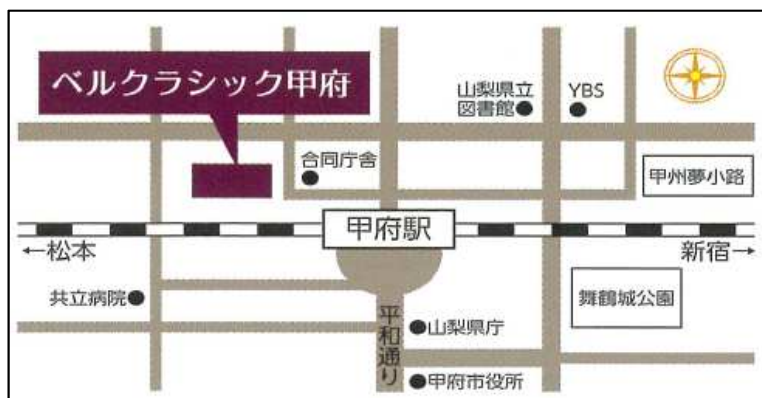 ベルクラシック甲府
山梨県立
図書館
YBS
合同庁舎
甲州夢小路
甲府駅
←松本
新宿→
共立病院
舞鶴城公園
平和通り
山梨県庁
甲府市役所